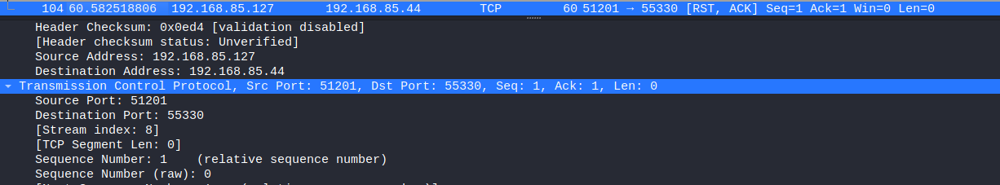 104 60.582518806 192.168.85.127 192.168.85.44 TCP 60 51201 → 55330 [RST, ACK] Seq=1 Ack=1 Win=0 Len=0
Header Checksum: 0x0ed4 [validation disabled]
[Header checksum status: Unverified]
Source Address: 192.168.85.127
Destination Address: 192.168.85.44
Transmission Control Protocol, Src Port: 51201, Dst Port: 55330, Seq: 1, Ack: 1, Len: 0
Source Port: 51201
Destination Port: 55330
[Stream index: 8]
[TCP Segment Len: 0]
Sequence Number: 1 (relative sequence number)
Sequence Number (raw): 0